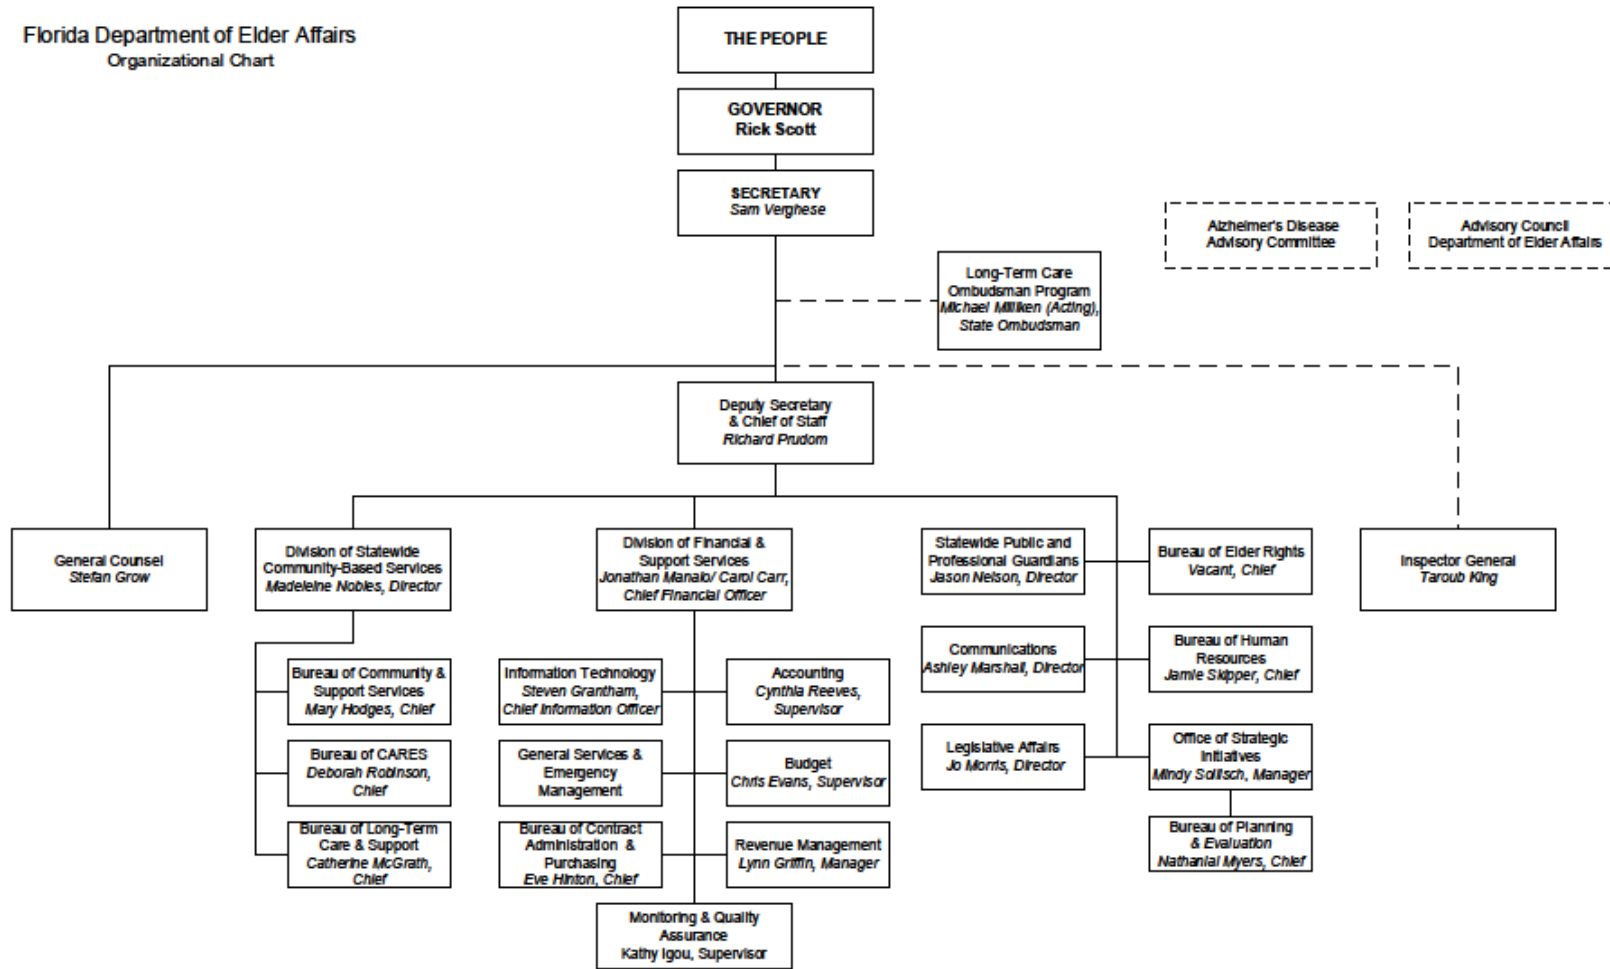 Florida Department of Elder Affairs
Organizational Chart
THE PEOPLE
GOVERNOR
Rick Scott
SECRETARY
Sam Verghese
Alzheimer's Disease
Advisory Committee
Advisory Council
Department of Elder Affairs
Long-Term Care
Ombudsman Program
Michael Milliken (Acting),
State Ombudsman
Deputy Secretary
& Chief of Staff
Richard Prudom
General Counsel
Stefan Grow
Division of Statewide
Community-Based Services
Madeleine Nobles, Director
Division of Financial &
Support Services
Jonathan Manalo/ Carol Carr,
Chief Financial Officer
Statewide Public and
Professional Guardians
Jason Nelson, Director
Bureau of Elder Rights
Vacant, Chief
Inspector General
Taroub King
Bureau of Community &
Support Services
Mary Hodges, Chief
Information Technology
Steven Grantham,
Chief Information Officer
Accounting
Cynthia Reeves,
Supervisor
Communications
Ashley Marshall, Director
Bureau of Human
Resources
Jamie Skipper, Chief
Bureau of CARES
Deborah Robinson,
Chief
General Services &
Emergency
Management
Budget
Chris Evans, Supervisor
Legislative Affairs
Jo Morris, Director
Office of Strategic
Initiatives
Mindy Sollisch, Manager
Bureau of Long-Term
Care & Support
Catherine McGrath,
Chief
Bureau of Contract
Administration &
Purchasing
Eve Hinton, Chief
Revenue Management
Lynn Griffin, Manager
Bureau of Planning
& Evaluation
Nathanial Myers, Chief
Monitoring & Quality
Assurance
Kathy Igou, Supervisor